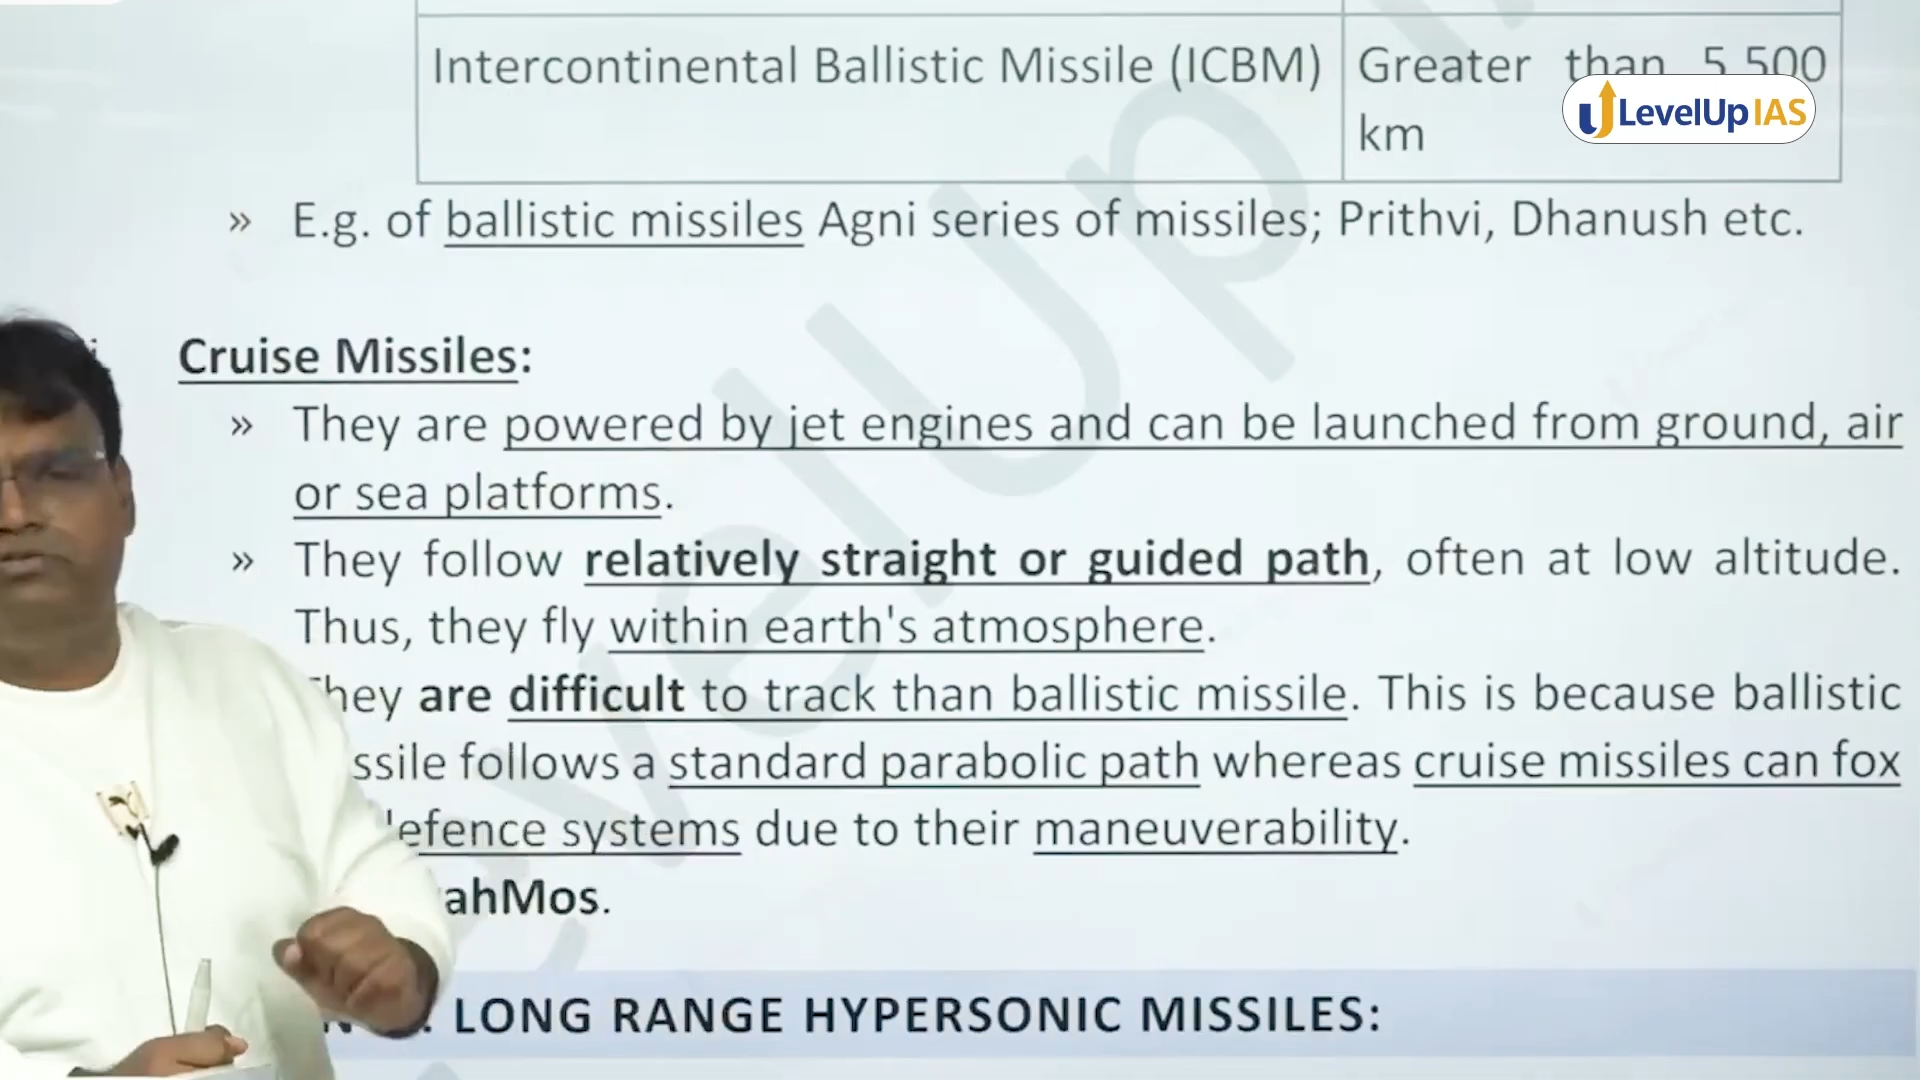 Intercontinental Ballistic Missile (ICBM) Greater than 5,500
km
LevelUp IAS
» E.g. of ballistic missiles Agni series of missiles; Prithvi, Dhanush etc.
Cruise Missiles:
» They are powered by jet engines and can be launched from ground, air
or sea platforms.
» They follow relatively straight or guided path, often at low altitude.
Thus, they fly within earth's atmosphere.
They are difficult to track than ballistic missile. This is because ballistic
ssile follows a standard parabolic path whereas cruise missiles can fox
efence systems due to their maneuverability.
ahMos.
LONG RANGE HYPERSONIC MISSILES: